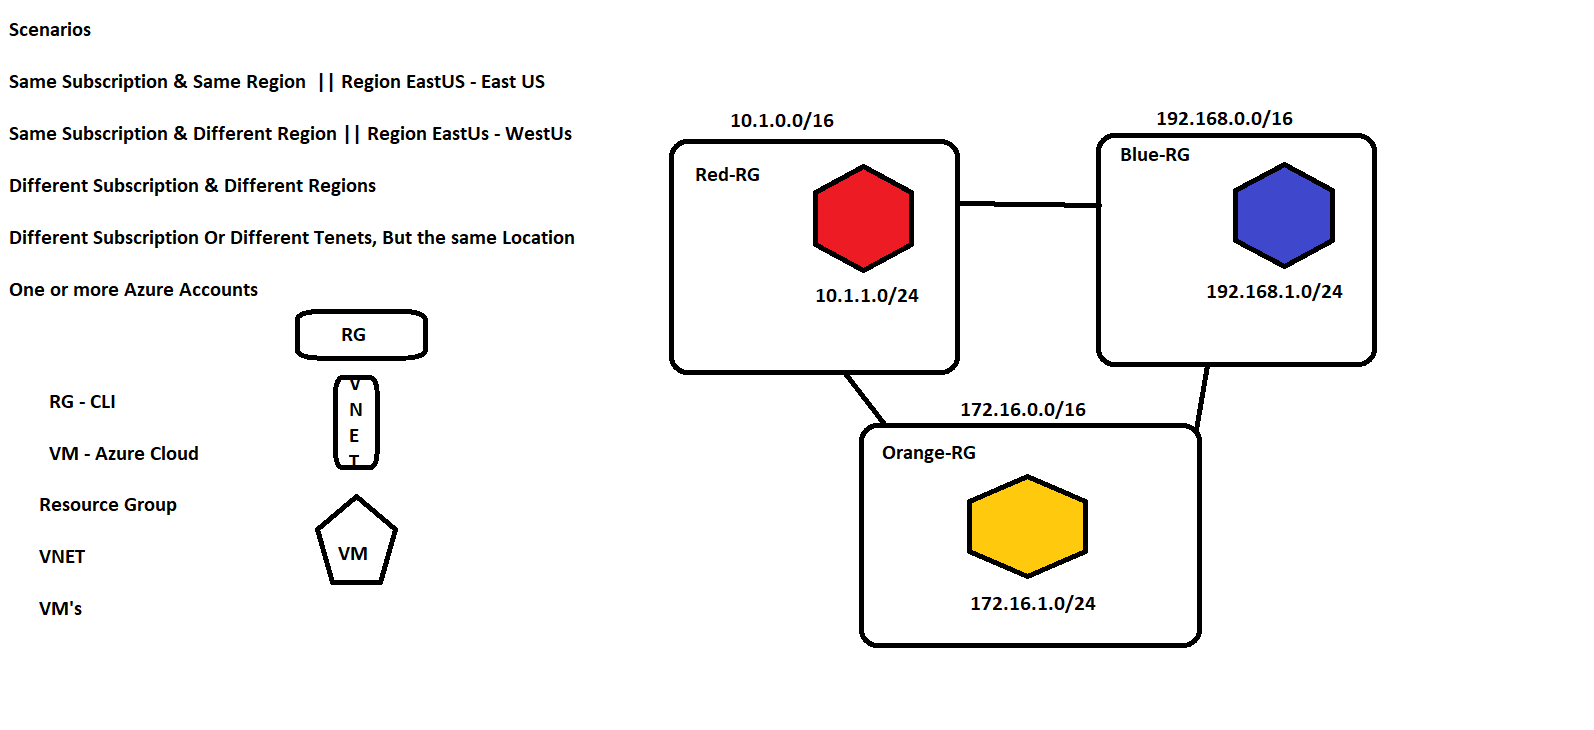 Scenarios
Same Subscription & Same Region || Region EastUS - East US
Same Subscription & Different Region || Region EastUs - WestUs
Different Subscription & Different Regions
Different Subscription Or Different Tenets, But the same Location
One or more Azure Accounts
RG
V
N
E
T
RG - CLI
VM - Azure Cloud
Resource Group
VNET
VM's
VM
10.1.0.0/16
Red-RG
10.1.1.0/24
192.168.0.0/16
Blue-RG
192.168.1.0/24
172.16.0.0/16
Orange-RG
172.16.1.0/24